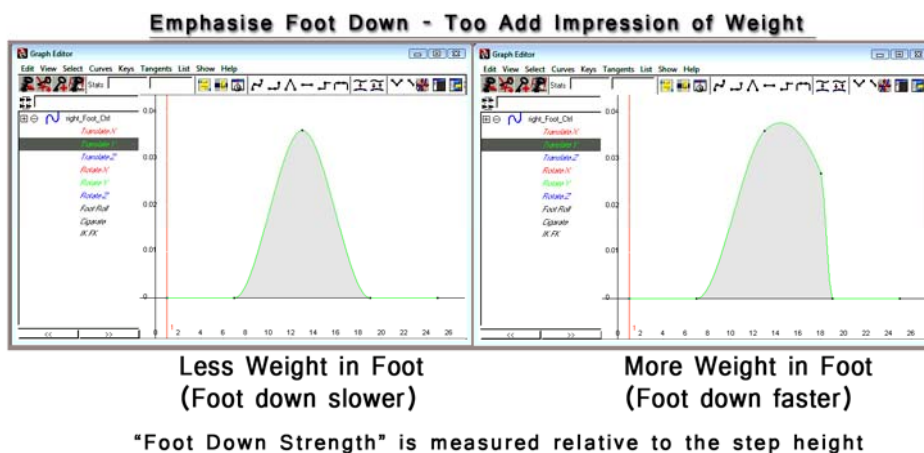 Emphasise Foot Down - Too Add Impression of Weight
Graph Editor
Edit View Select Curves Keys Tangents List Show Help
Stats
right_Foot_Ctrl
Translate X
Translate Y
Translate Z
Rotate X
Rotate Y
Rotate Z
Foot Roll
Cigarate
IK FK
<< >>
0.04
0.03
0.02
0.01
0
0 2 4 6 8 10 12 14 16 18 20 22 24 26
1
Graph Editor
Edit View Select Curves Keys Tangents List Show Help
Stats
right_Foot_Ctrl
Translate X
Translate Y
Translate Z
Rotate X
Rotate Y
Rotate Z
Foot Roll
Cigarate
IK FK
<< >>
0.04
0.03
0.02
0.01
0
0 2 4 6 8 10 12 14 16 18 20 22 24 26
1
Less Weight in Foot
(Foot down slower)
More Weight in Foot
(Foot down faster)
“Foot Down Strength” is measured relative to the step height